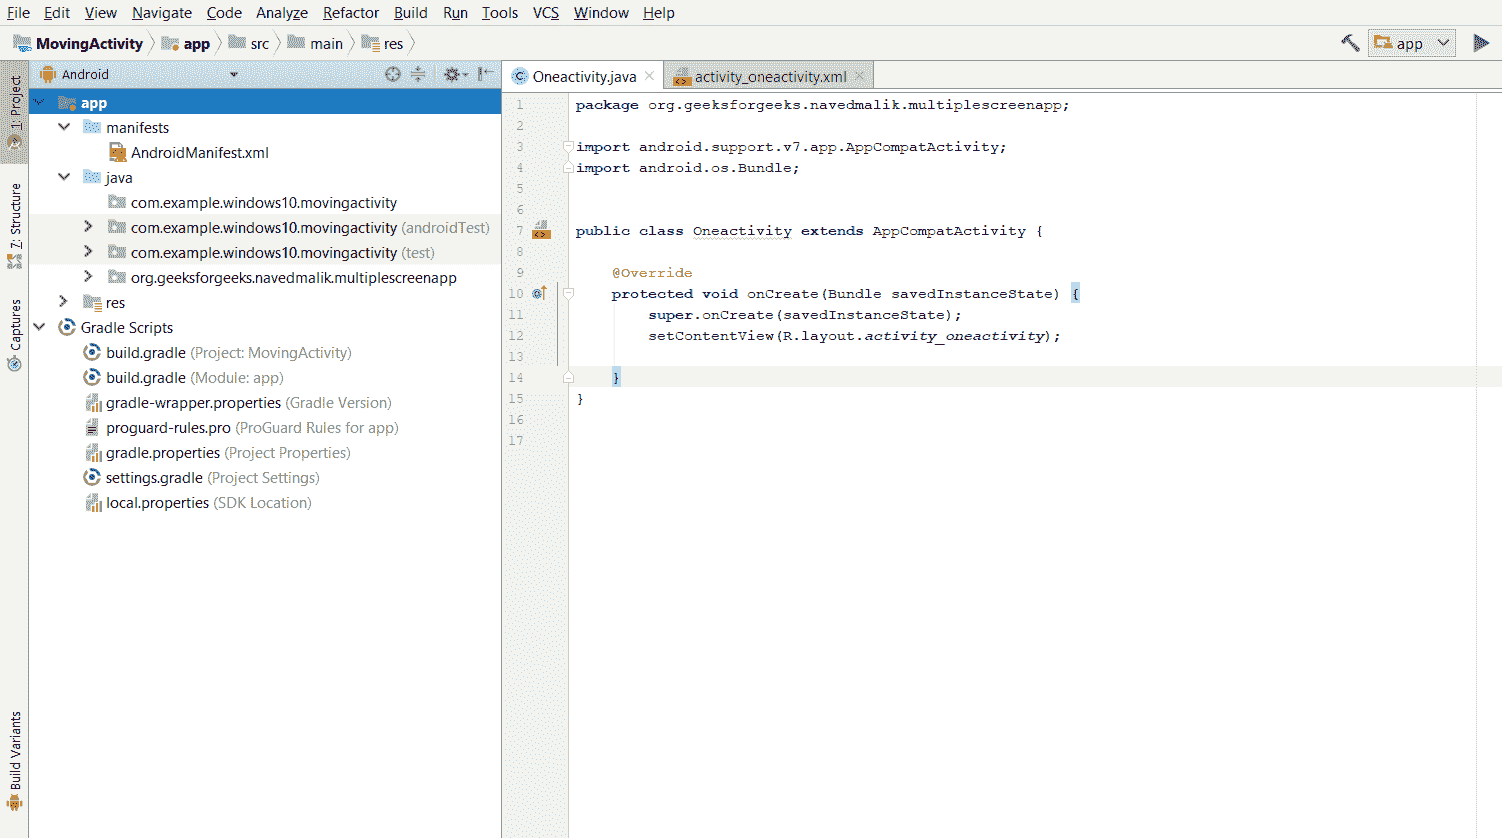 File Edit View Navigate Code Analyze Refactor Build Run Tools VCS Window Help
MovingActivity app src main res app
1: Project
7: Structure
Captures
Build Variants
Android
app
manifests
AndroidManifest.xml
java
com.example.windows10.movingactivity
com.example.windows10.movingactivity (androidTest)
com.example.windows10.movingactivity (test)
org.geeksforgeeks.navedmalik.multiplescreenapp
res
Gradle Scripts
build.gradle (Project: MovingActivity)
build.gradle (Module: app)
gradle-wrapper.properties (Gradle Version)
proguard-rules.pro (ProGuard Rules for app)
gradle.properties (Project Properties)
settings.gradle (Project Settings)
local.properties (SDK Location)
Oneactivity.java activity_oneactivity.xml
1 package org.geeksforgeeks.navedmalik.multiplescreenapp;
2
3 import android.support.v7.app.AppCompatActivity;
4 import android.os.Bundle;
5
6
7 public class Oneactivity extends AppCompatActivity {
8
9 @Override
10 protected void onCreate(Bundle savedInstanceState) {
11 super.onCreate(savedInstanceState);
12 setContentView(R.layout.activity_oneactivity);
13
14 }
15 }
16
17